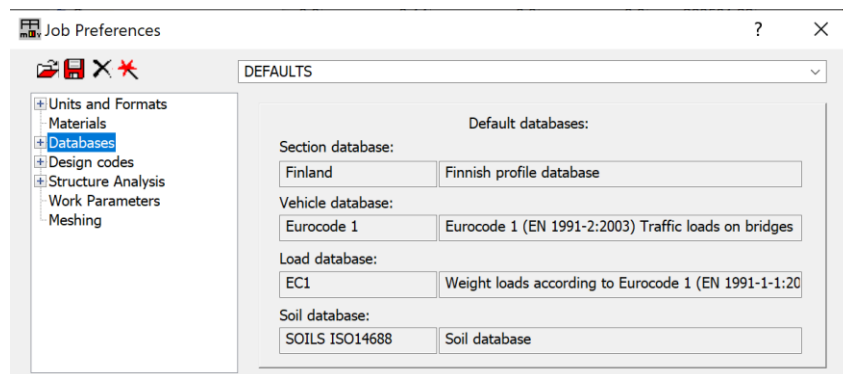 Job Preferences
?
DEFAULTS
Units and Formats
Materials
Databases
Design codes
Structure Analysis
Work Parameters
Meshing
Default databases:
Section database:
Finland Finnish profile database
Vehicle database:
Eurocode 1 Eurocode 1 (EN 1991-2:2003) Traffic loads on bridges
Load database:
EC1 Weight loads according to Eurocode 1 (EN 1991-1-1:20
Soil database:
SOILS ISO14688 Soil database